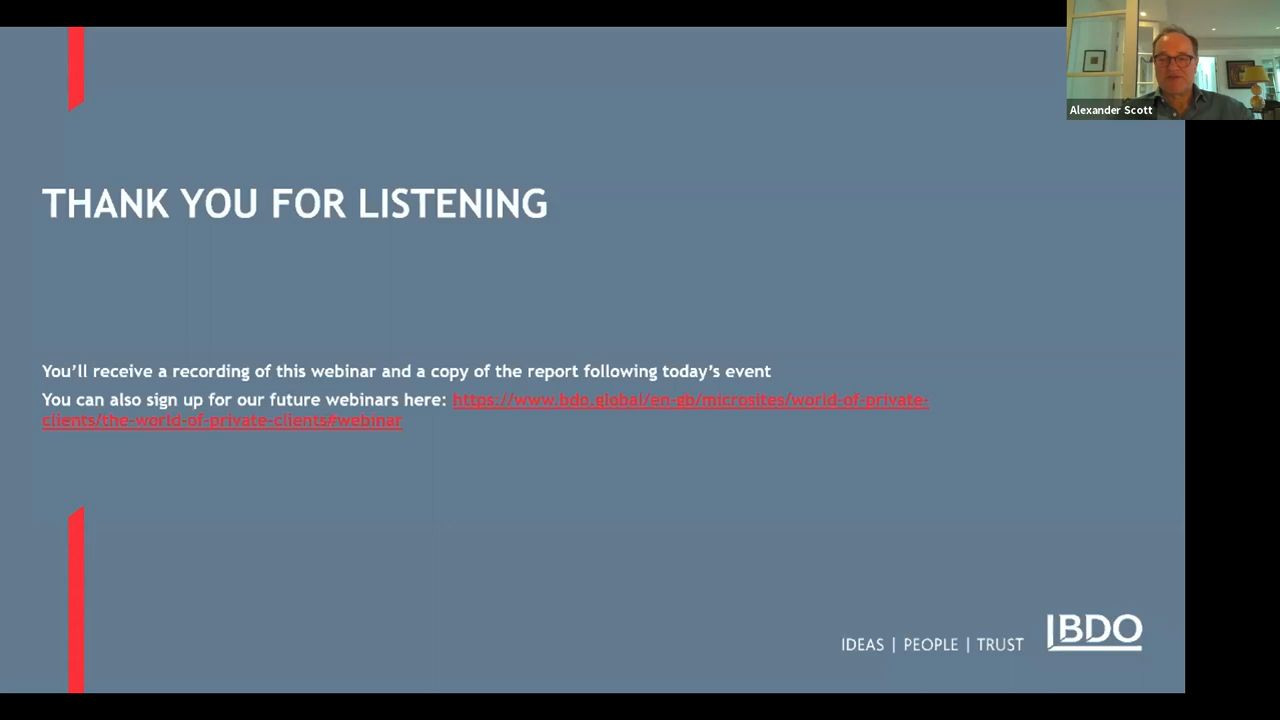 Alexander Scott
THANK YOU FOR LISTENING
You'll receive a recording of this webinar and a copy of the report following today's event
You can also sign up for our future webinars here: https://www.bdo.global/en-gb/microsites/world-of-private-
clients/the-world-of-private-clients#webinar
IDEAS | PEOPLE | TRUST
BDO